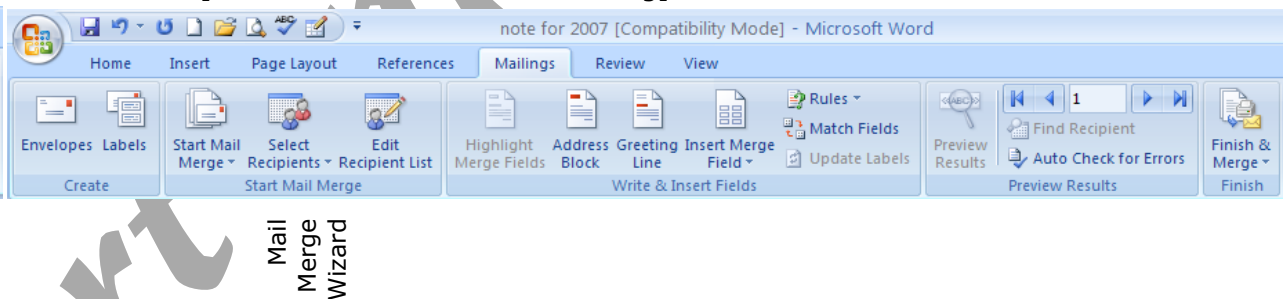 note for 2007 [Compatibility Mode] - Microsoft Word
Home Insert Page Layout References Mailings Review View
Envelopes Labels
Create
Start Mail Merge Select Recipients Edit Recipient List
Start Mail Merge
Highlight Merge Fields Address Block Greeting Line Insert Merge Field
Rules
Match Fields
Update Labels
Write & Insert Fields
«ABC»
Preview Results
1
Find Recipient
Auto Check for Errors
Preview Results
Finish & Merge
Finish
Mail
Merge
Wizard